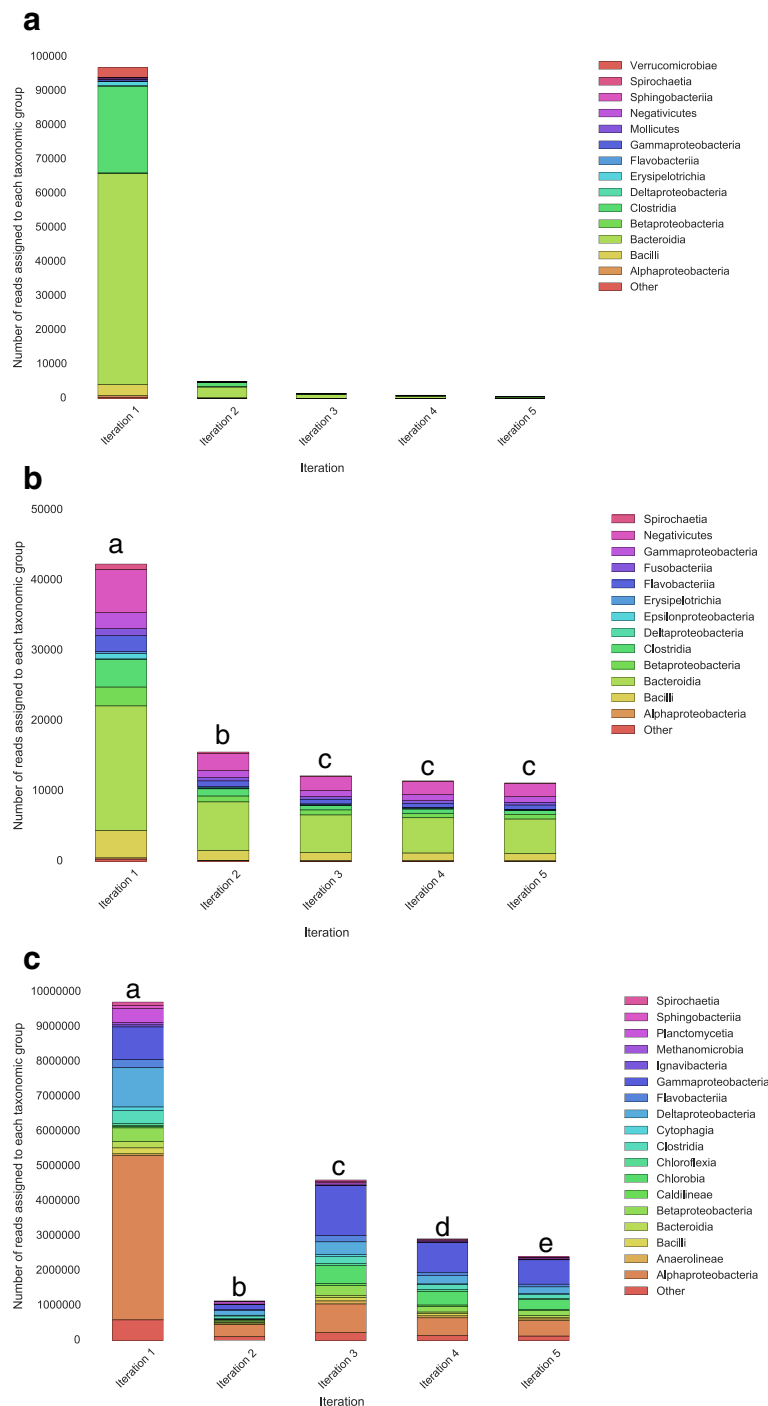 a
Number of reads assigned to each taxonomic group
100000
90000
80000
70000
60000
50000
40000
30000
20000
10000
0
Iteration 1
Iteration 2
Iteration 3
Iteration 4
Iteration 5
Iteration
Verrucomicrobiae
Spirochaetia
Sphingobacteriia
Negativicutes
Mollicutes
Gammaproteobacteria
Flavobacteriia
Erysipelotrichia
Deltaproteobacteria
Clostridia
Betaproteobacteria
Bacteroidia
Bacilli
Alphaproteobacteria
Other
b
Number of reads assigned to each taxonomic group
50000
40000
30000
20000
10000
0
a
b
c
c
c
Iteration 1
Iteration 2
Iteration 3
Iteration 4
Iteration 5
Iteration
Spirochaetia
Negativicutes
Gammaproteobacteria
Fusobacteriia
Flavobacteriia
Erysipelotrichia
Epsilonproteobacteria
Deltaproteobacteria
Clostridia
Betaproteobacteria
Bacteroidia
Bacilli
Alphaproteobacteria
Other
c
Number of reads assigned to each taxonomic group
10000000
9000000
8000000
7000000
6000000
5000000
4000000
3000000
2000000
1000000
0
a
b
c
d
e
Iteration 1
Iteration 2
Iteration 3
Iteration 4
Iteration 5
Iteration
Spirochaetia
Sphingobacteriia
Planctomycetia
Methanomicrobia
Ignavibacteria
Gammaproteobacteria
Flavobacteriia
Deltaproteobacteria
Cytophagia
Clostridia
Chloroflexia
Chlorobia
Caldilineae
Betaproteobacteria
Bacteroidia
Bacilli
Anaerolineae
Alphaproteobacteria
Other